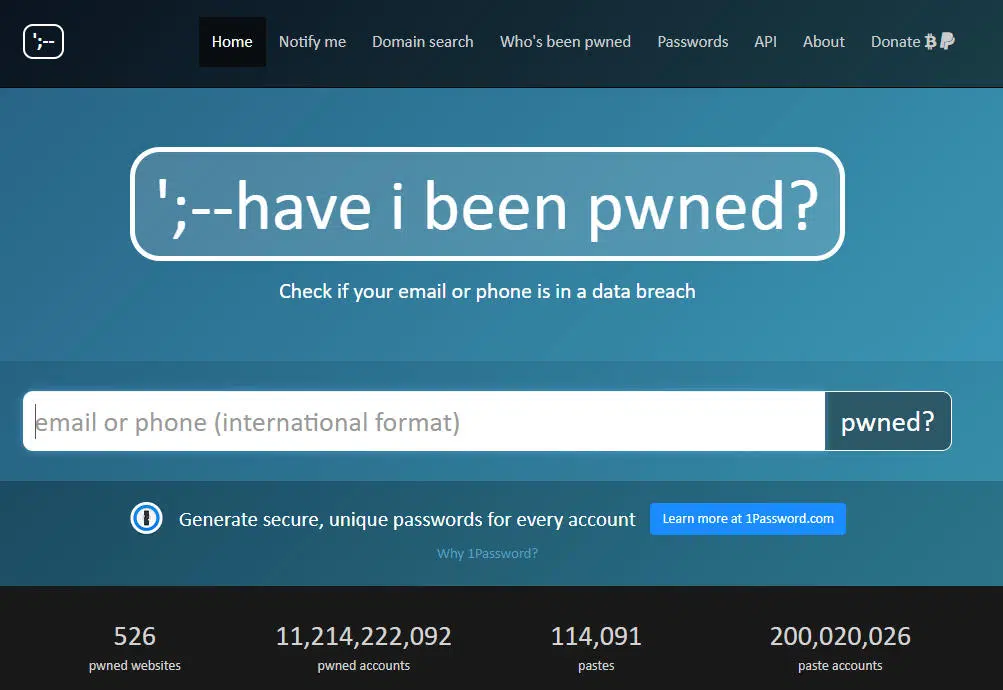 ';--
Home Notify me Domain search Who's been pwned Passwords API About Donate
';--have i been pwned?
Check if your email or phone is in a data breach
email or phone (international format) pwned?
Generate secure, unique passwords for every account Learn more at 1Password.com
Why 1Password?
526 11,214,222,092 114,091 200,020,026
pwned websites pwned accounts pastes paste accounts